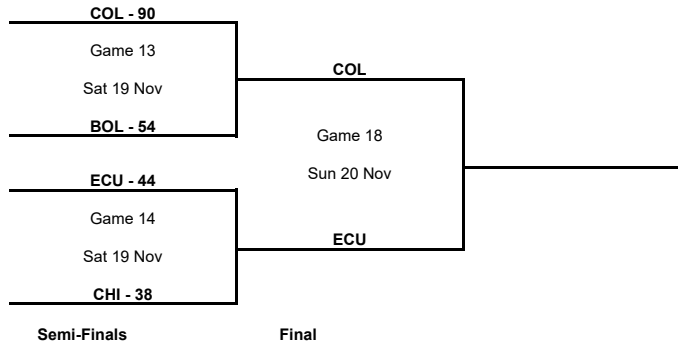 COL - 90
Game 13
Sat 19 Nov
BOL - 54
COL
Game 18
Sun 20 Nov
ECU - 44
Game 14
Sat 19 Nov
CHI - 38
ECU
Semi-Finals
Final